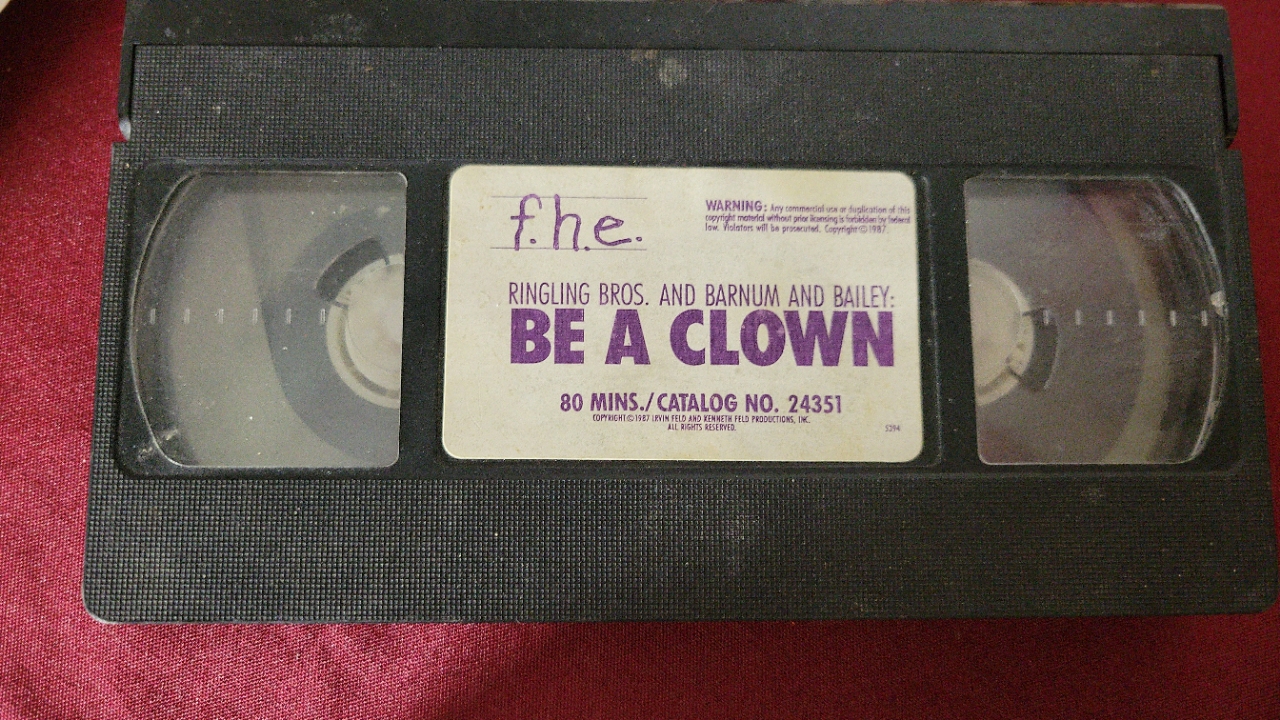 f.h.e.
WARNING: Any commercial use or duplication of this
copyright material without prior licensing is forbidden by federal
law. Violators will be prosecuted. Copyright © 1987.
RINGLING BROS. AND BARNUM AND BAILEY:
BE A CLOWN
80 MINS./CATALOG NO. 24351
COPYRIGHT © 1987 IRVIN FELD AND KENNETH FELD PRODUCTIONS, INC.
ALL RIGHTS RESERVED.
5294